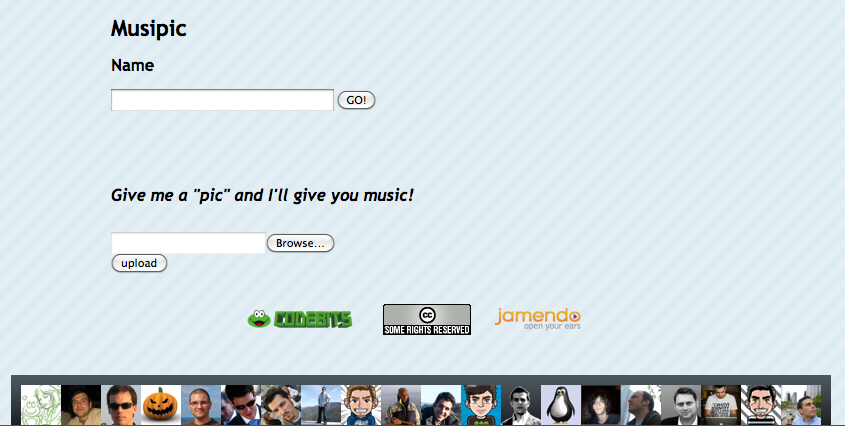 Musipic
Name
GO!
Give me a "pic" and I'll give you music!
Browse...
upload
CODEBITS
cc
SOME RIGHTS RESERVED
jamendo
open your ears